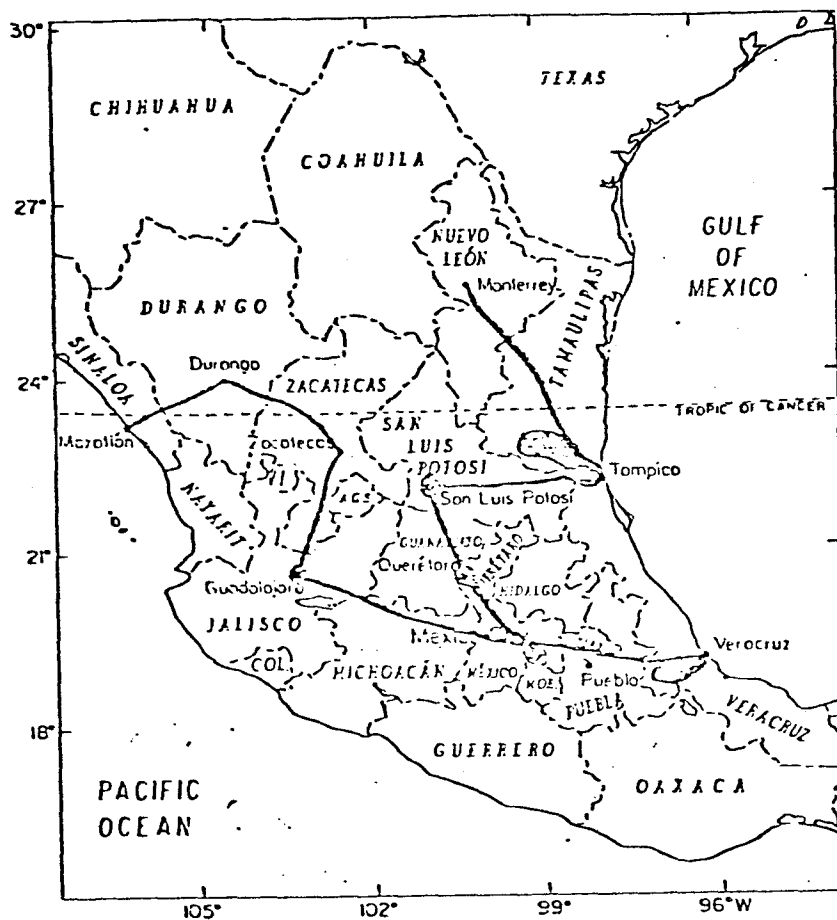 30°
TEXAS
CHIHUAHUA
COAHUILA
27°
NUEVO
LEÓN
GULF
OF
MEXICO
Monterrey
TAMAULIPAS
DURANGO
SINALOA
Durango
24°
ZACATECAS
TROPIC OF CANCER
SAN
LUIS
POTOSI
Mazatlán
Zacatecas
Tampico
San Luis Potosí
NAYARIT
AGS
GUANAJUATO
Querétaro
QUERÉTARO
21°
HIDALGO
Guadalajara
JALISCO
México
Veracruz
COL.
MICHOACÁN
MÉXICO
MOR.
Puebla
PUEBLA
VERACRUZ
18°
GUERRERO
OAXACA
PACIFIC
OCEAN
105°
102°
99°
96°W